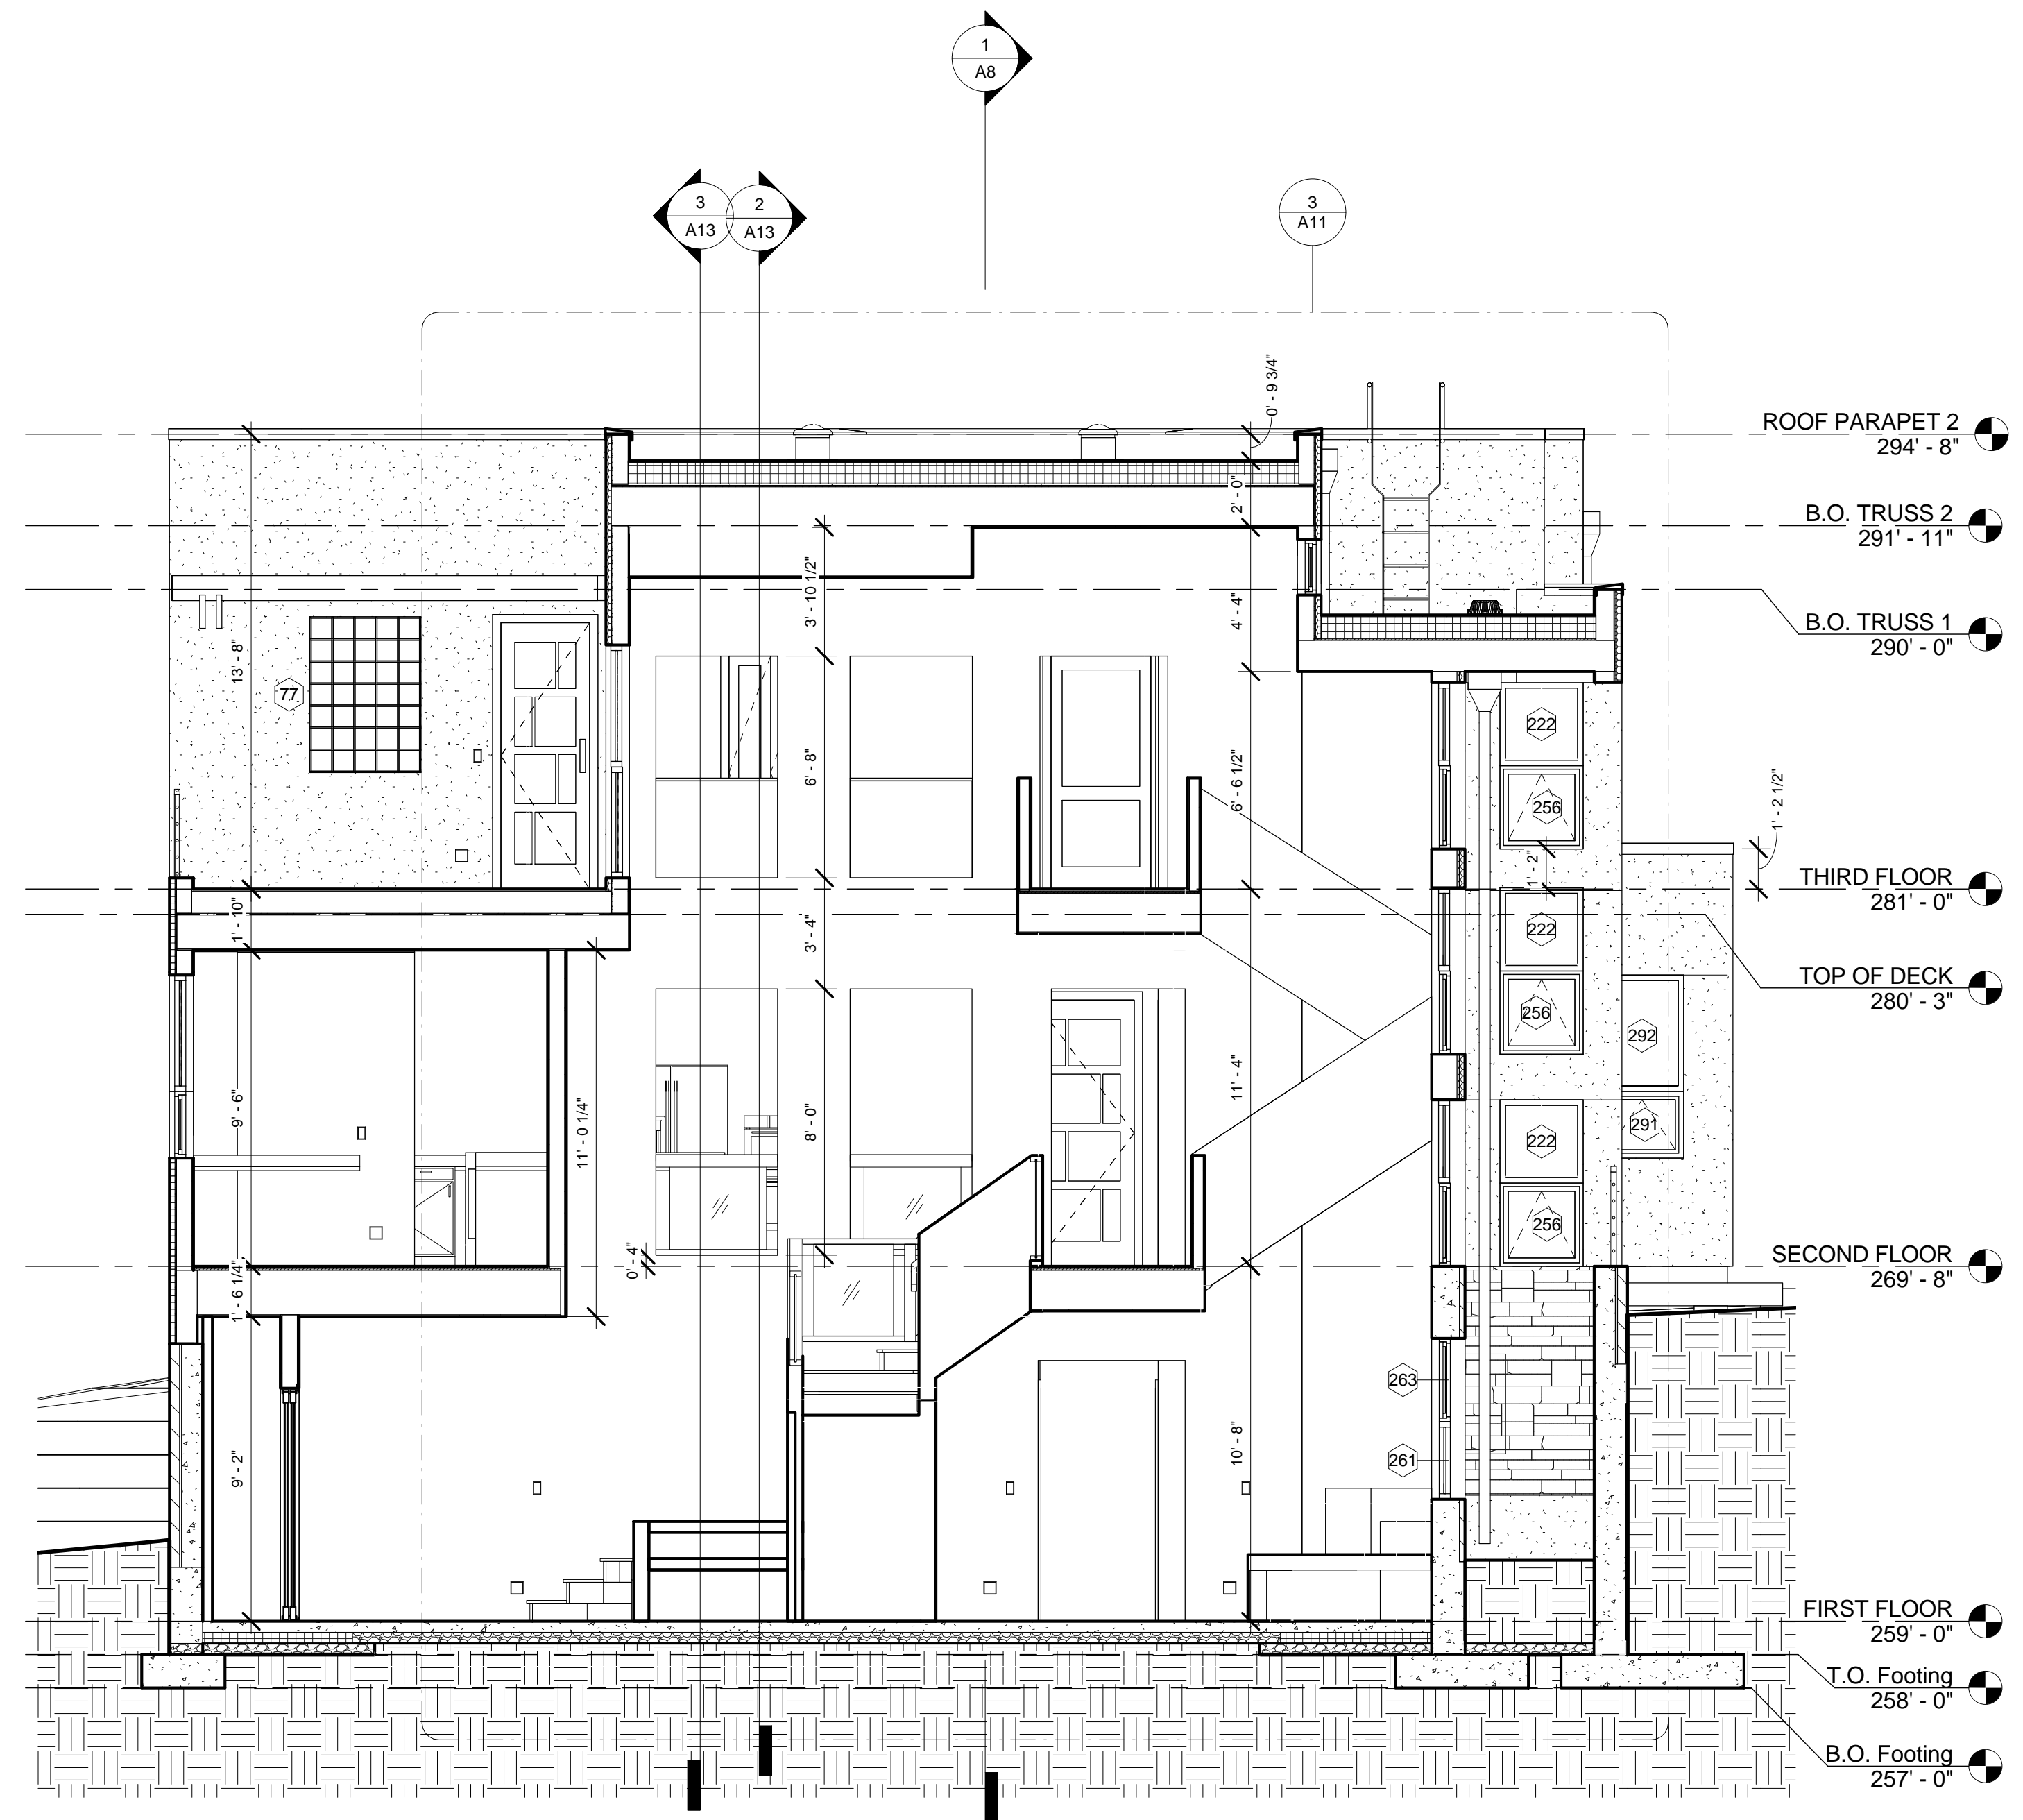 1
A8
3
A13
2
A13
3
A11
0' - 9 3/4"
ROOF PARAPET 2
294' - 8"
2' - 0"
B.O. TRUSS 2
291' - 11"
3' - 10 1/2"
4' - 4"
B.O. TRUSS 1
290' - 0"
13' - 8"
77
222
6' - 8"
6' - 6 1/2"
256
1' - 2 1/2"
1' - 2"
THIRD FLOOR
281' - 0"
1' - 10"
3' - 4"
222
TOP OF DECK
280' - 3"
256
292
9' - 6"
11' - 0 1/4"
8' - 0"
11' - 4"
222
291
256
0' - 4"
SECOND FLOOR
269' - 8"
1' - 6 1/4"
263
9' - 2"
10' - 8"
261
FIRST FLOOR
259' - 0"
T.O. Footing
258' - 0"
B.O. Footing
257' - 0"